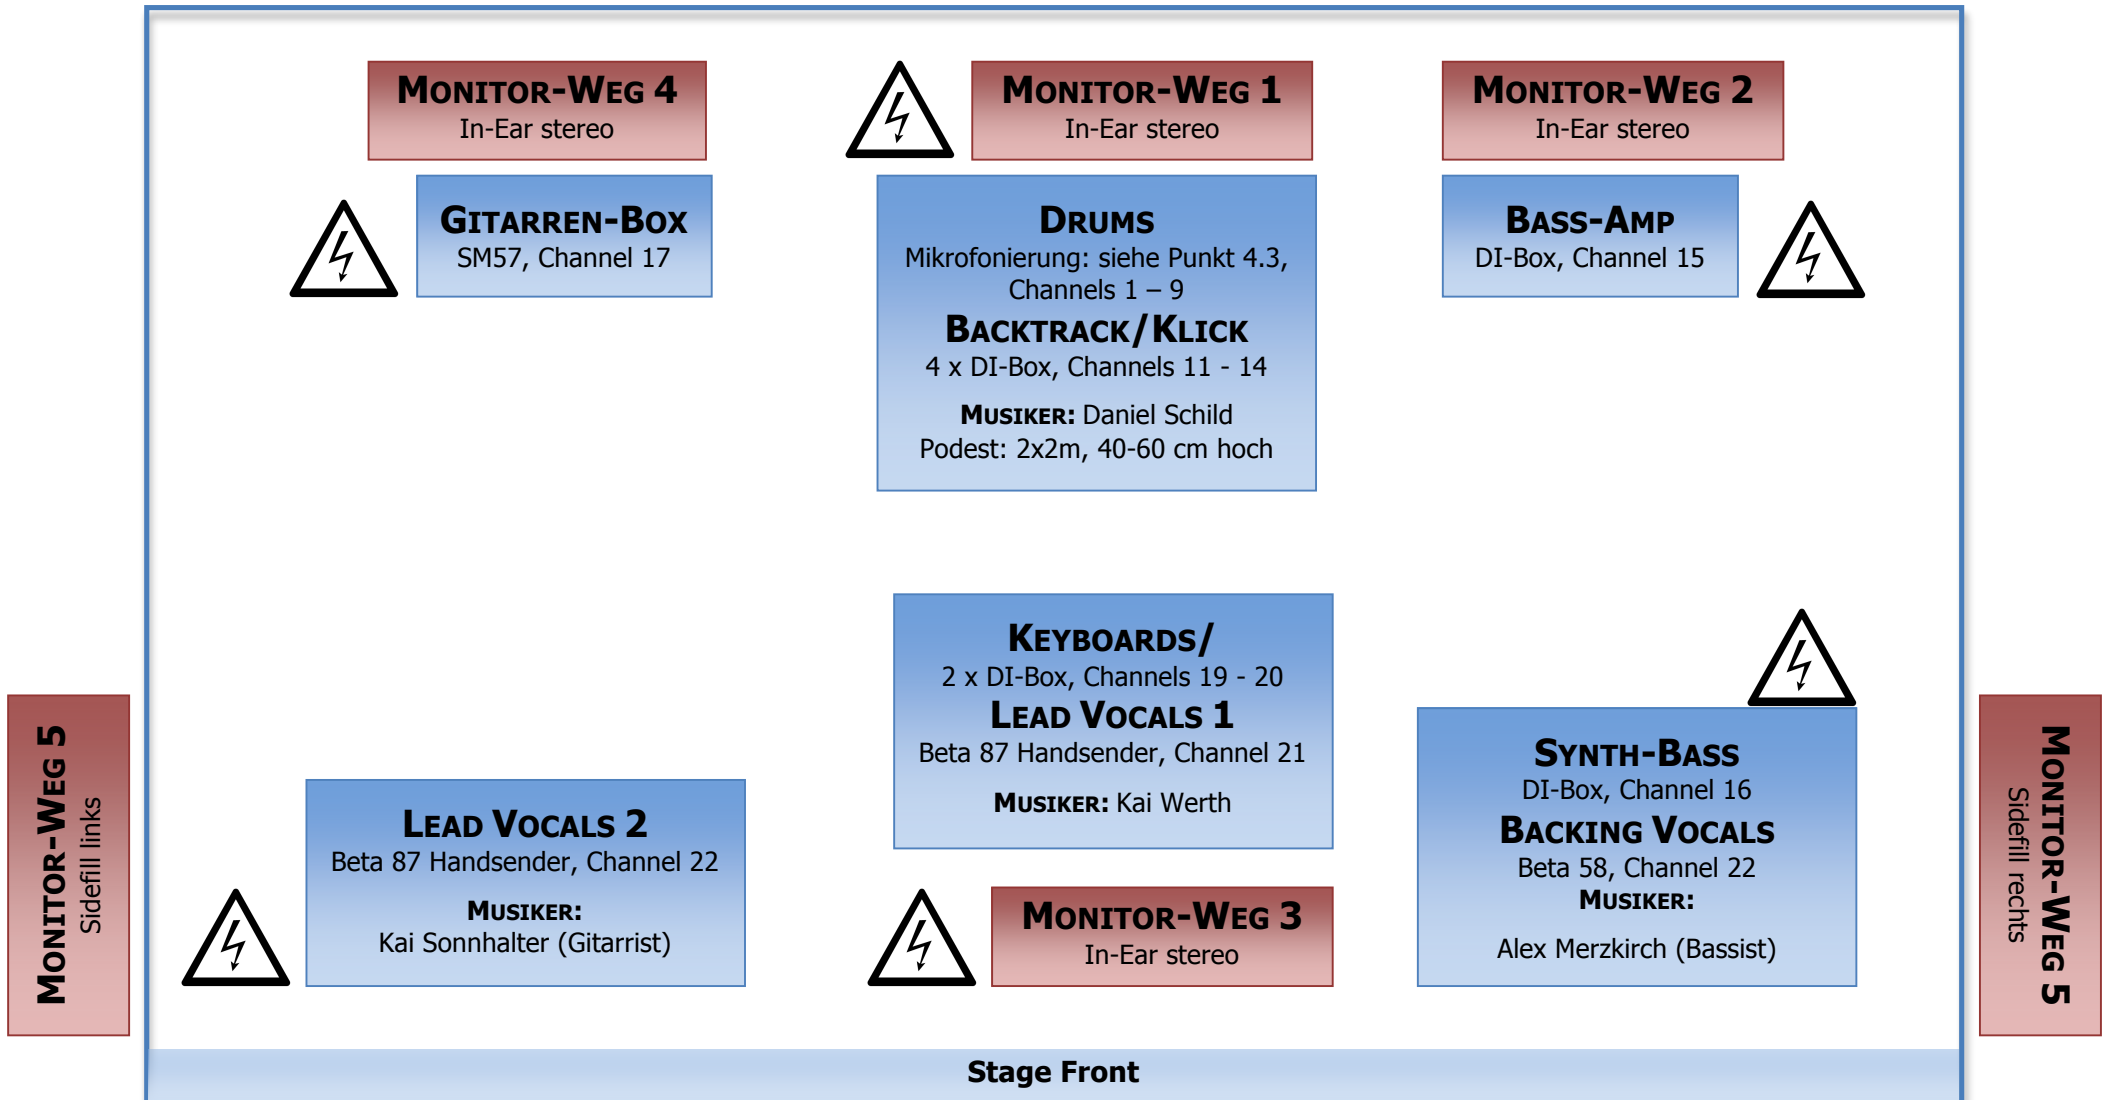 MONITOR-WEG 4
In-Ear stereo
MONITOR-WEG 1
In-Ear stereo
MONITOR-WEG 2
In-Ear stereo
GITARREN-BOX
SM57, Channel 17
DRUMS
Mikrofonierung: siehe Punkt 4.3,
Channels 1 – 9
BACKTRACK/KLICK
4 x DI-Box, Channels 11 - 14
MUSIKER: Daniel Schild
Podest: 2x2m, 40-60 cm hoch
BASS-AMP
DI-Box, Channel 15
KEYBOARDS/
2 x DI-Box, Channels 19 - 20
LEAD VOCALS 1
Beta 87 Handsender, Channel 21
MUSIKER: Kai Werth
MONITOR-WEG 5
Sidefill links
LEAD VOCALS 2
Beta 87 Handsender, Channel 22
MUSIKER:
Kai Sonnhalter (Gitarrist)
MONITOR-WEG 3
In-Ear stereo
SYNTH-BASS
DI-Box, Channel 16
BACKING VOCALS
Beta 58, Channel 22
MUSIKER:
Alex Merzkirch (Bassist)
MONITOR-WEG 5
Sidefill rechts
Stage Front